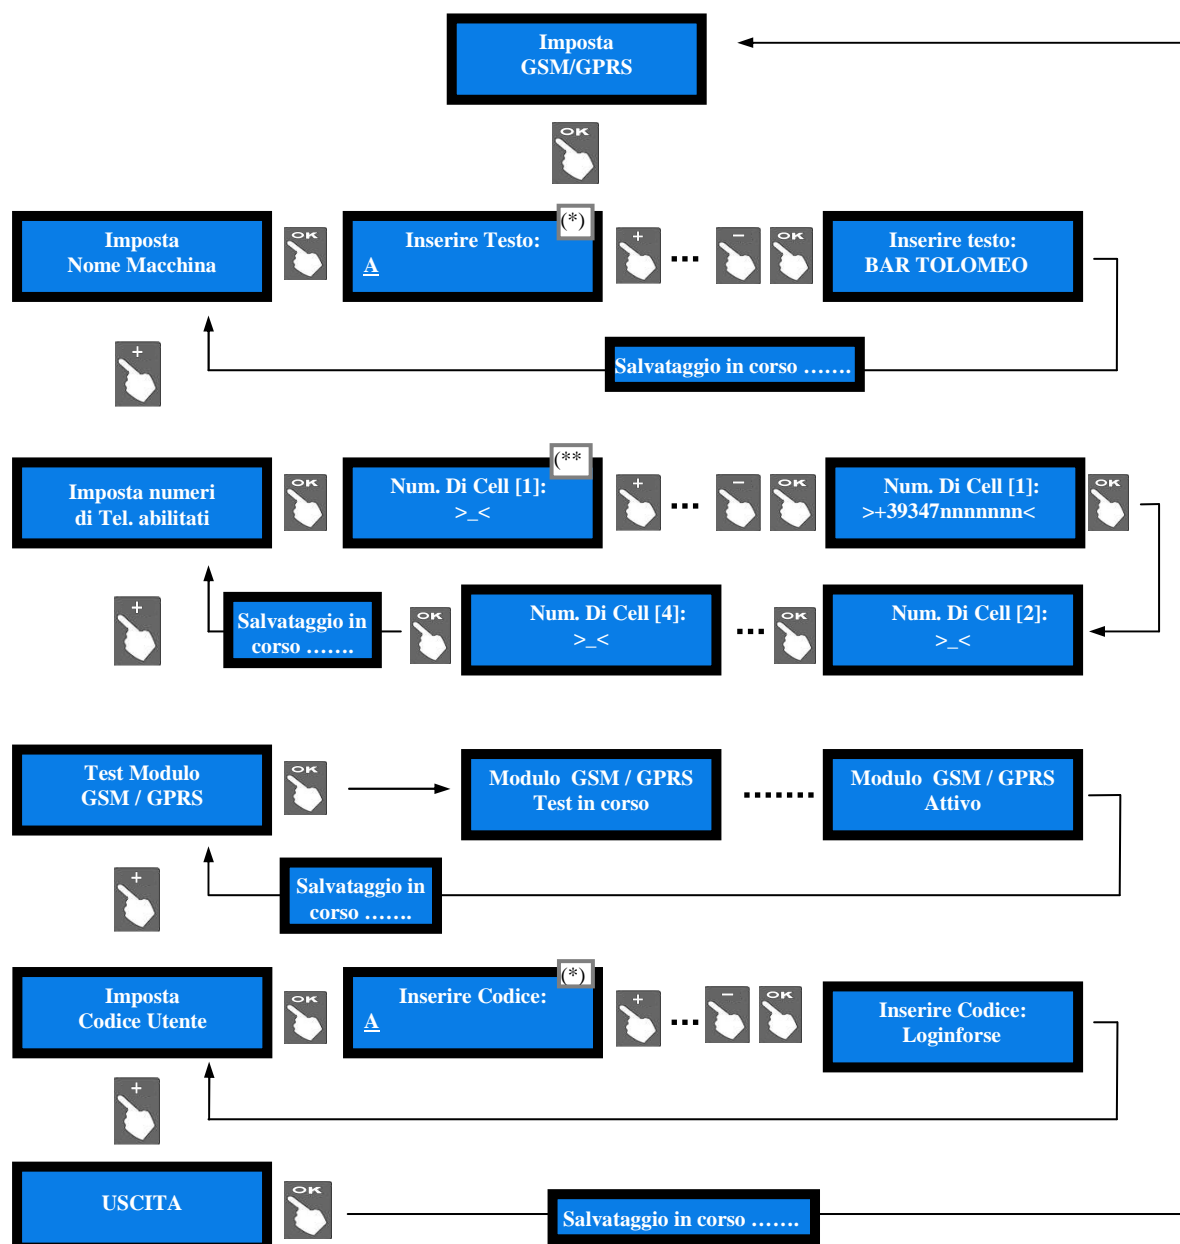 Imposta
GSM/GPRS
OK
Imposta
Nome Macchina
OK
(*)
Inserire Testo:
A
+
...
−
OK
Inserire testo:
BAR TOLOMEO
+
Salvataggio in corso …….
Imposta numeri
di Tel. abilitati
OK
(**
Num. Di Cell [1]:
>_<
+
...
−
OK
Num. Di Cell [1]:
>+39347nnnnnnn<
OK
+
Salvataggio in
corso …….
OK
Num. Di Cell [4]:
>_<
...
OK
Num. Di Cell [2]:
>_<
Test Modulo
GSM / GPRS
OK
Modulo GSM / GPRS
Test in corso
.......
Modulo GSM / GPRS
Attivo
+
Salvataggio in
corso …….
Imposta
Codice Utente
OK
(*)
Inserire Codice:
A
+
...
−
OK
Inserire Codice:
Loginforse
+
USCITA
OK
Salvataggio in corso …….